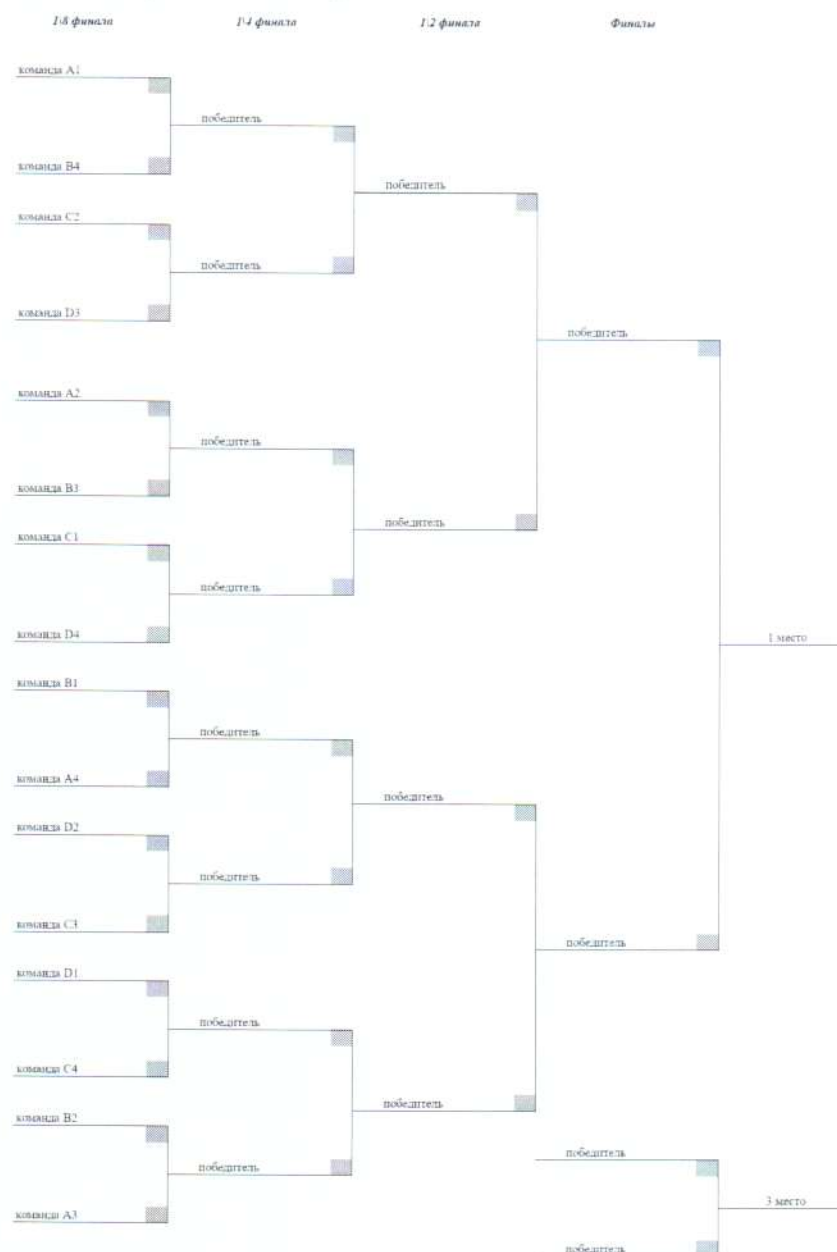 1\8 финала 1\4 финала 1\2 финала Финалы
команда A1
победитель
команда B4
победитель
команда C2
победитель
команда D3
победитель
команда A2
победитель
команда B3
победитель
команда C1
победитель
команда D4
1 место
команда B1
победитель
команда A4
победитель
команда D2
победитель
команда C3
победитель
команда D1
победитель
команда C4
победитель
команда B2
победитель
победитель
команда A3
3 место
победитель